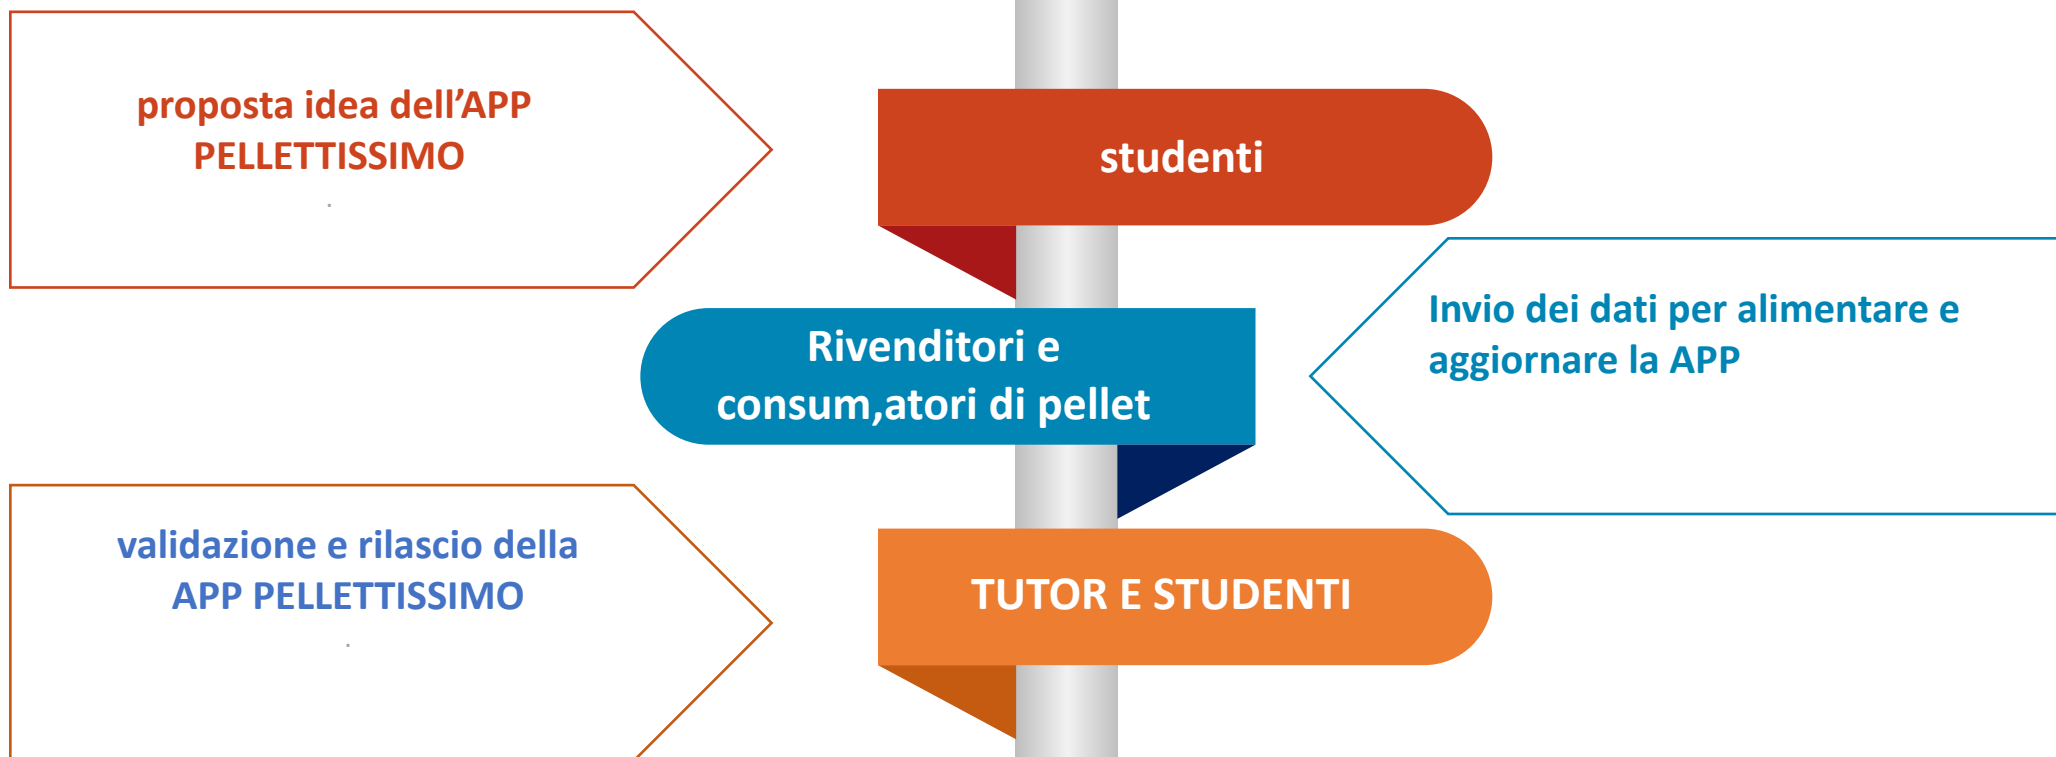 proposta idea dell’APP
PELLETTISSIMO
.
studenti
Rivenditori e
consum,atori di pellet
Invio dei dati per alimentare e
aggiornare la APP
validazione e rilascio della
APP PELLETTISSIMO
.
TUTOR E STUDENTI